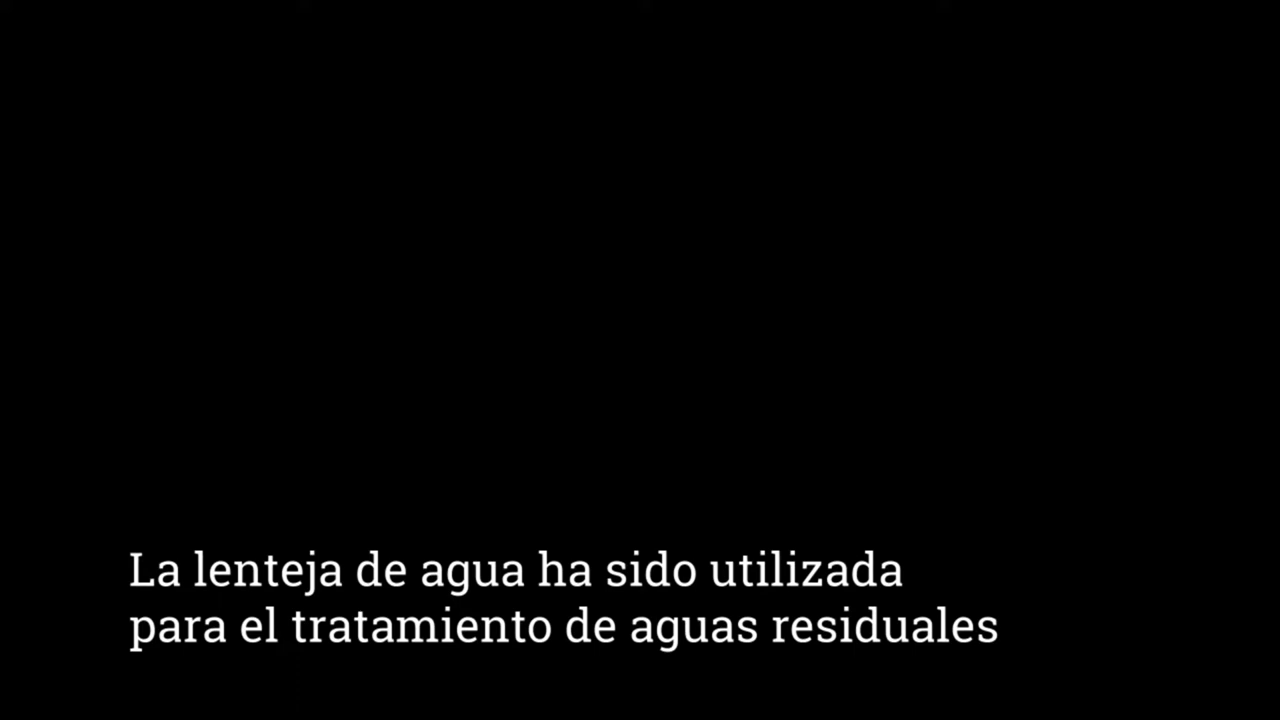 La lenteja de agua ha sido utilizada
para el tratamiento de aguas residuales